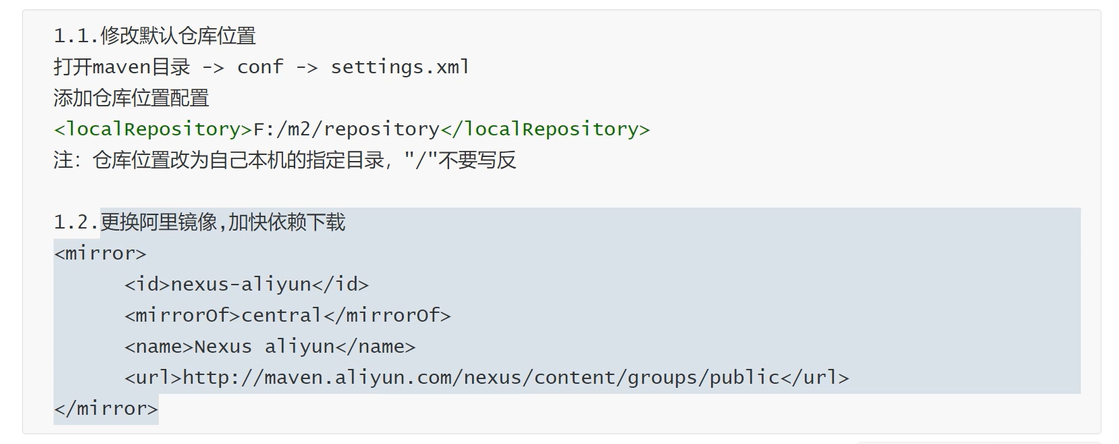 1.1.修改默认仓库位置
打开maven目录 -> conf -> settings.xml
添加仓库位置配置
<localRepository>F:/m2/repository</localRepository>
注：仓库位置改为自己本机的指定目录，"/"不要写反
1.2.更换阿里镜像,加快依赖下载
<mirror>
<id>nexus-aliyun</id>
<mirrorOf>central</mirrorOf>
<name>Nexus aliyun</name>
<url>http://maven.aliyun.com/nexus/content/groups/public</url>
</mirror>